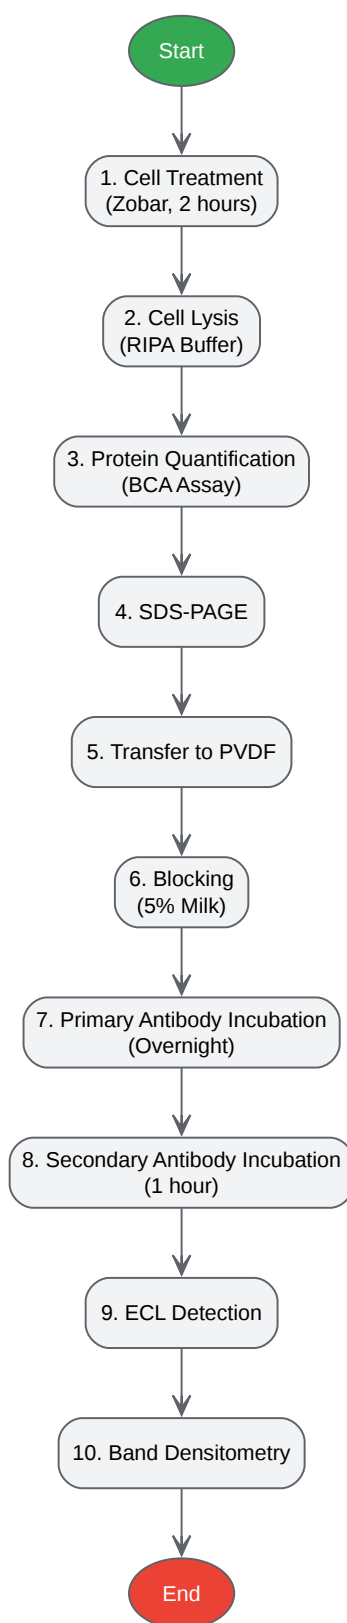 Start
1. Cell Treatment
(Zobar, 2 hours)
2. Cell Lysis
(RIPA Buffer)
3. Protein Quantification
(BCA Assay)
4. SDS-PAGE
5. Transfer to PVDF
6. Blocking
(5% Milk)
7. Primary Antibody Incubation
(Overnight)
8. Secondary Antibody Incubation
(1 hour)
9. ECL Detection
10. Band Densitometry
End